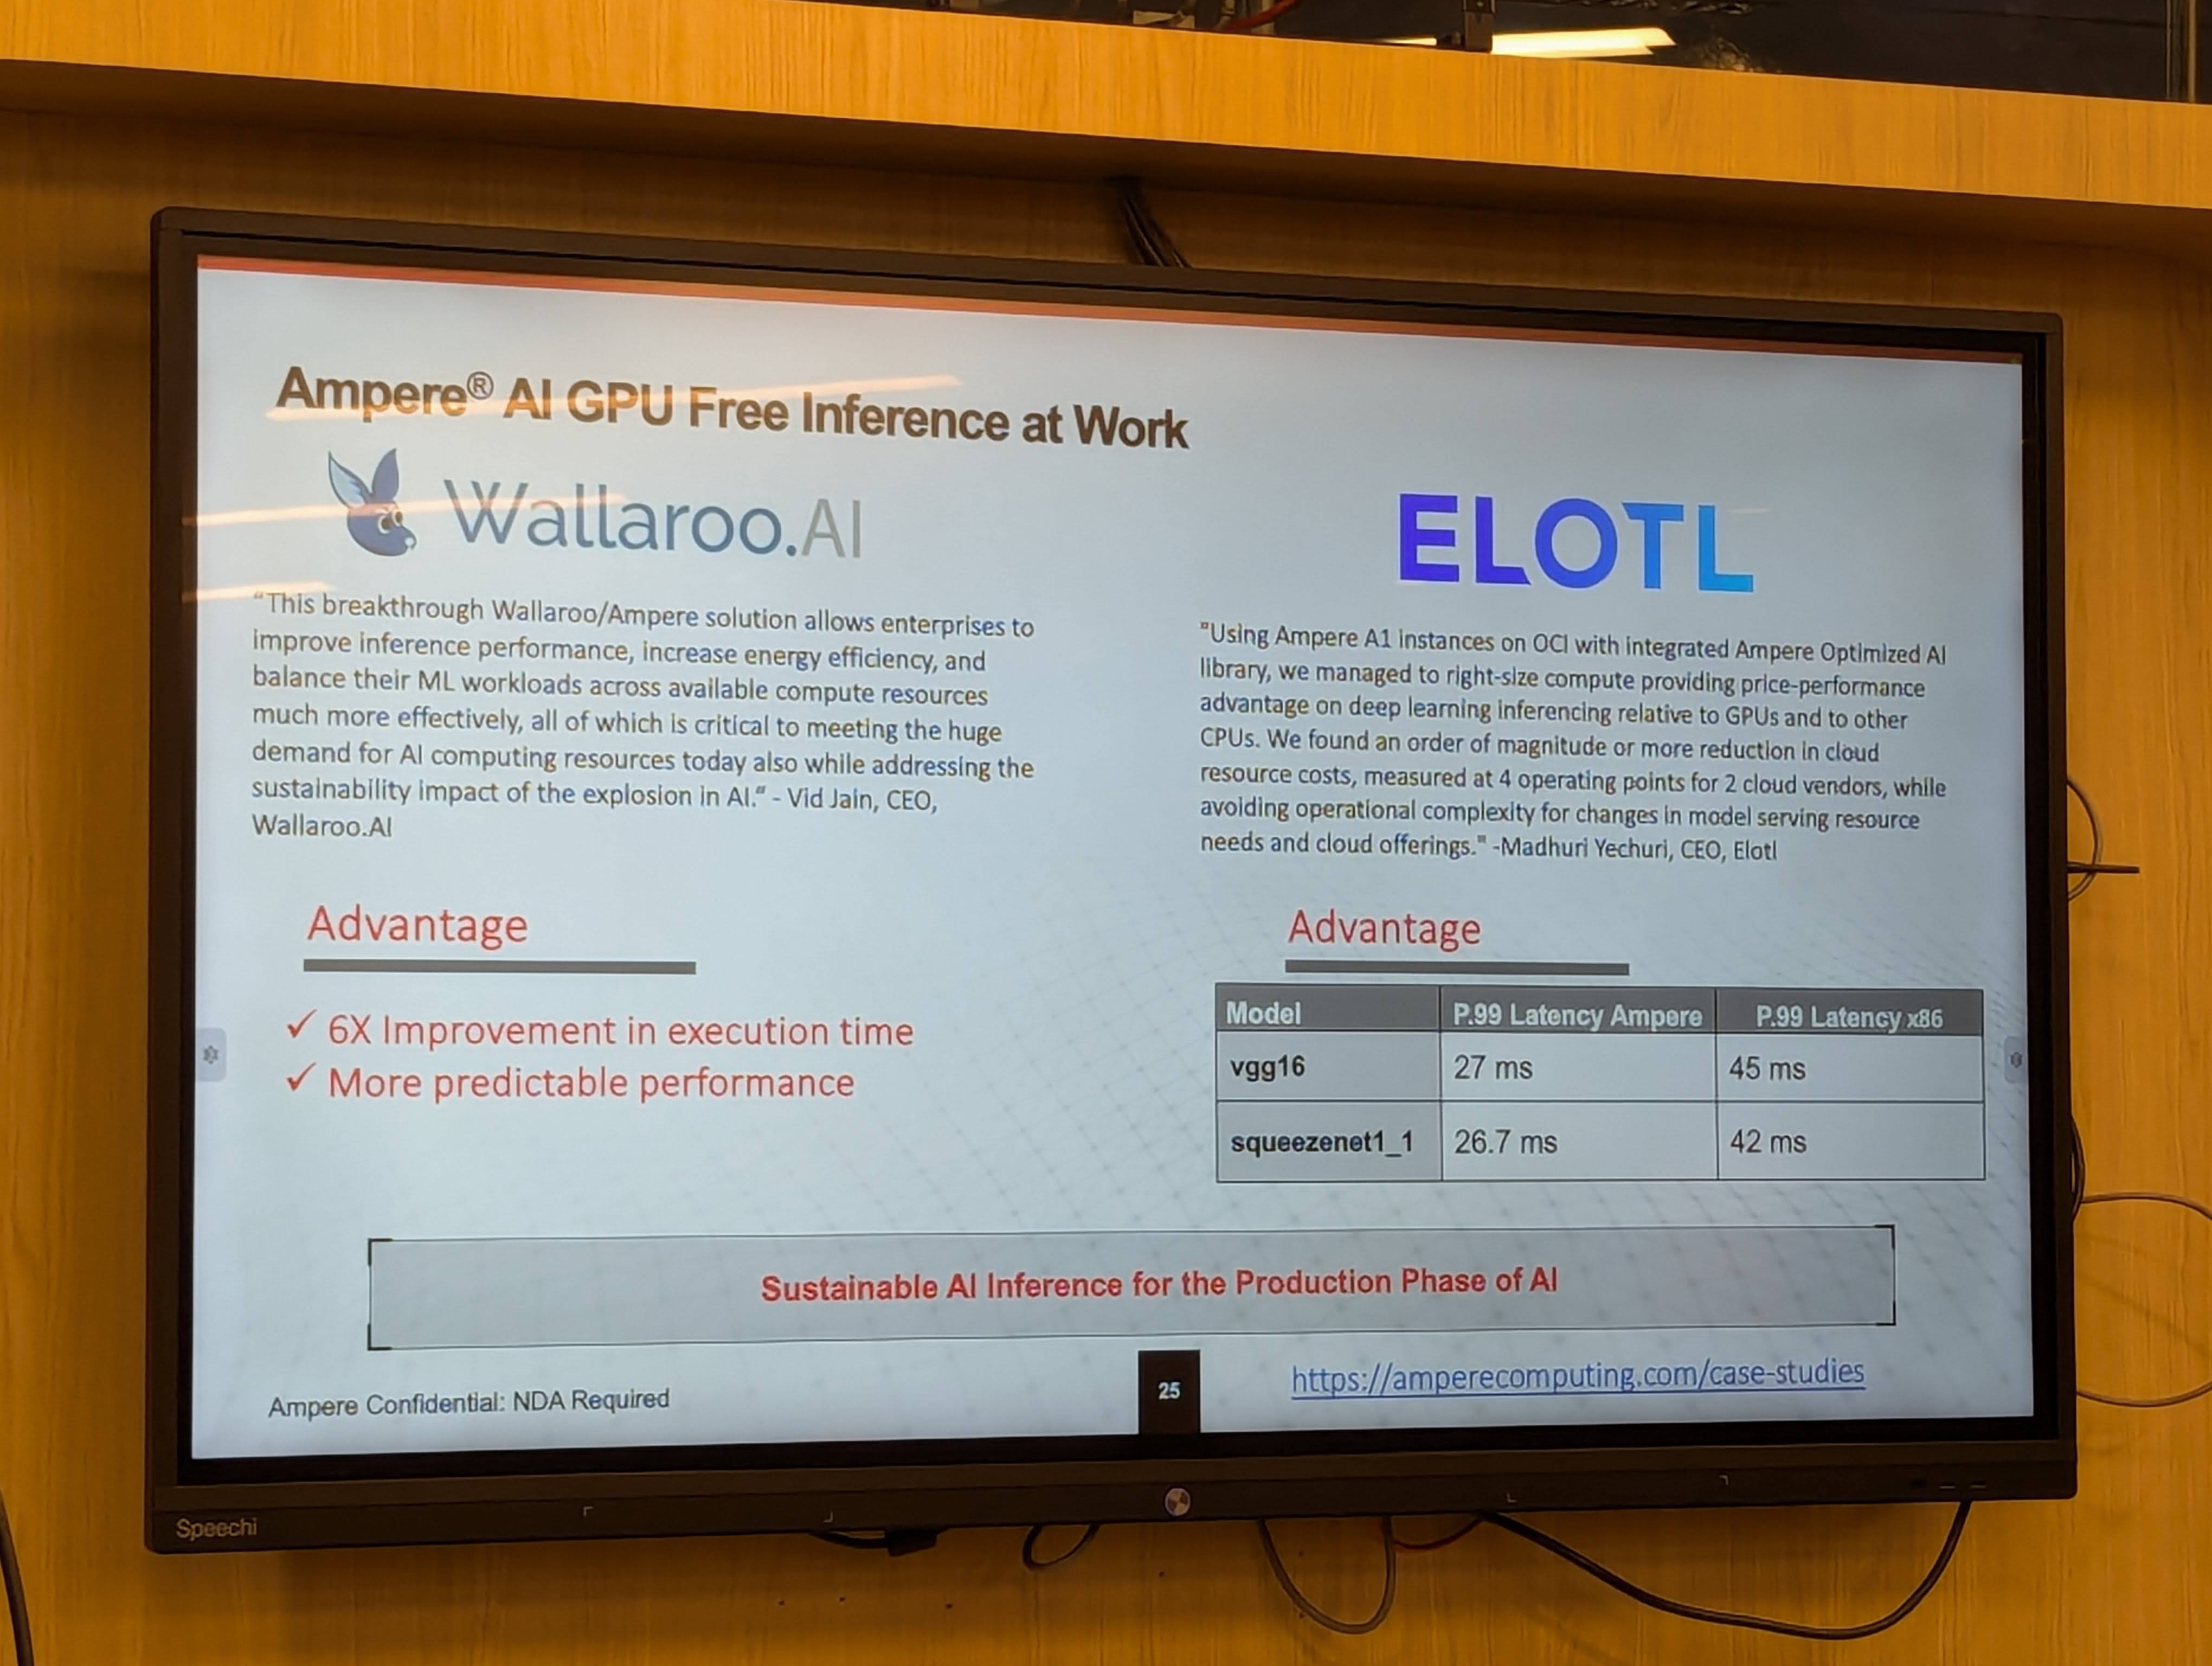 Ampere® AI GPU Free Inference at Work
Wallaroo.AI
"This breakthrough Wallaroo/Ampere solution allows enterprises to
improve inference performance, increase energy efficiency, and
balance their ML workloads across available compute resources
much more effectively, all of which is critical to meeting the huge
demand for AI computing resources today also while addressing the
sustainability impact of the explosion in AI." - Vid Jain, CEO,
Wallaroo.AI
Advantage
✓ 6X Improvement in execution time
✓ More predictable performance
ELOTL
"Using Ampere A1 instances on OCI with integrated Ampere Optimized AI
library, we managed to right-size compute providing price-performance
advantage on deep learning inferencing relative to GPUs and to other
CPUs. We found an order of magnitude or more reduction in cloud
resource costs, measured at 4 operating points for 2 cloud vendors, while
avoiding operational complexity for changes in model serving resource
needs and cloud offerings." -Madhuri Yechuri, CEO, Elotl
Advantage
Model P.99 Latency Ampere P.99 Latency x86
vgg16 27 ms 45 ms
squeezenet1_1 26.7 ms 42 ms
Sustainable AI Inference for the Production Phase of AI
Ampere Confidential: NDA Required
25
https://amperecomputing.com/case-studies
Speechi